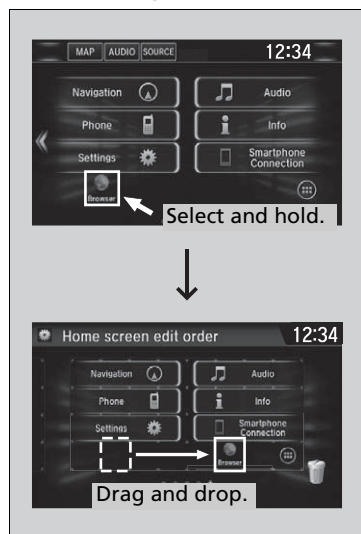 MAP AUDIO SOURCE 12:34
Navigation Audio
Phone Info
Settings Smartphone
Connection
Browser
Select and hold.
Home screen edit order 12:34
Navigation Audio
Phone Info
Settings Smartphone
Connection
Browser
Drag and drop.